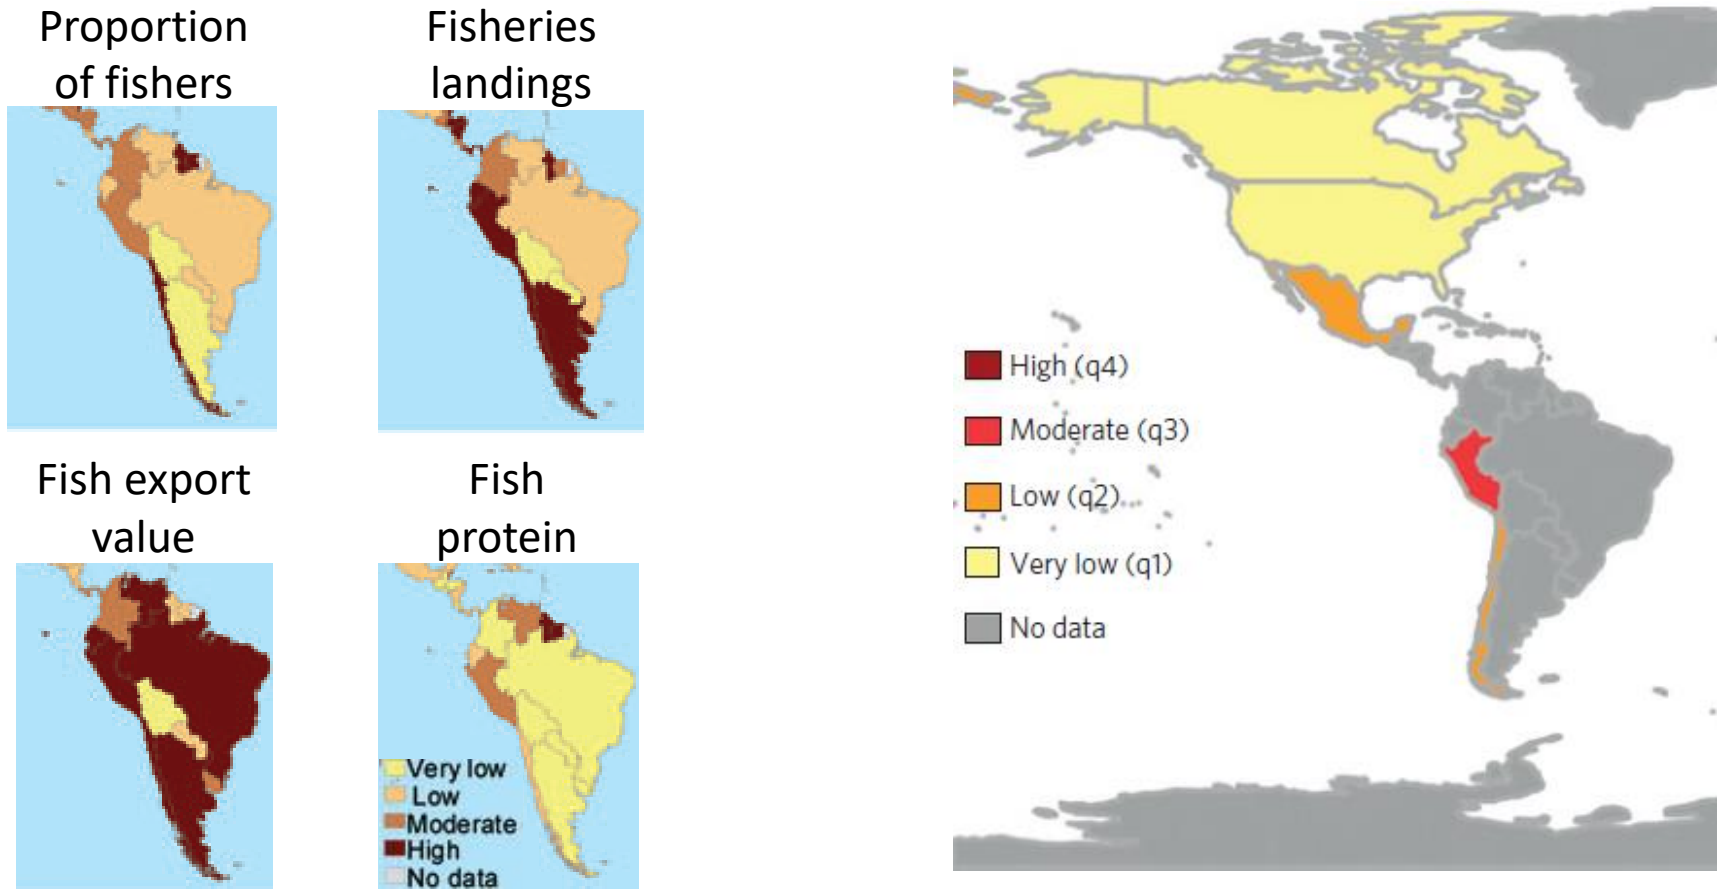 Proportion
of fishers
Fisheries
landings
Fish export
value
Fish
protein
Very low
Low
Moderate
High
No data
High (q4)
Moderate (q3)
Low (q2)
Very low (q1)
No data